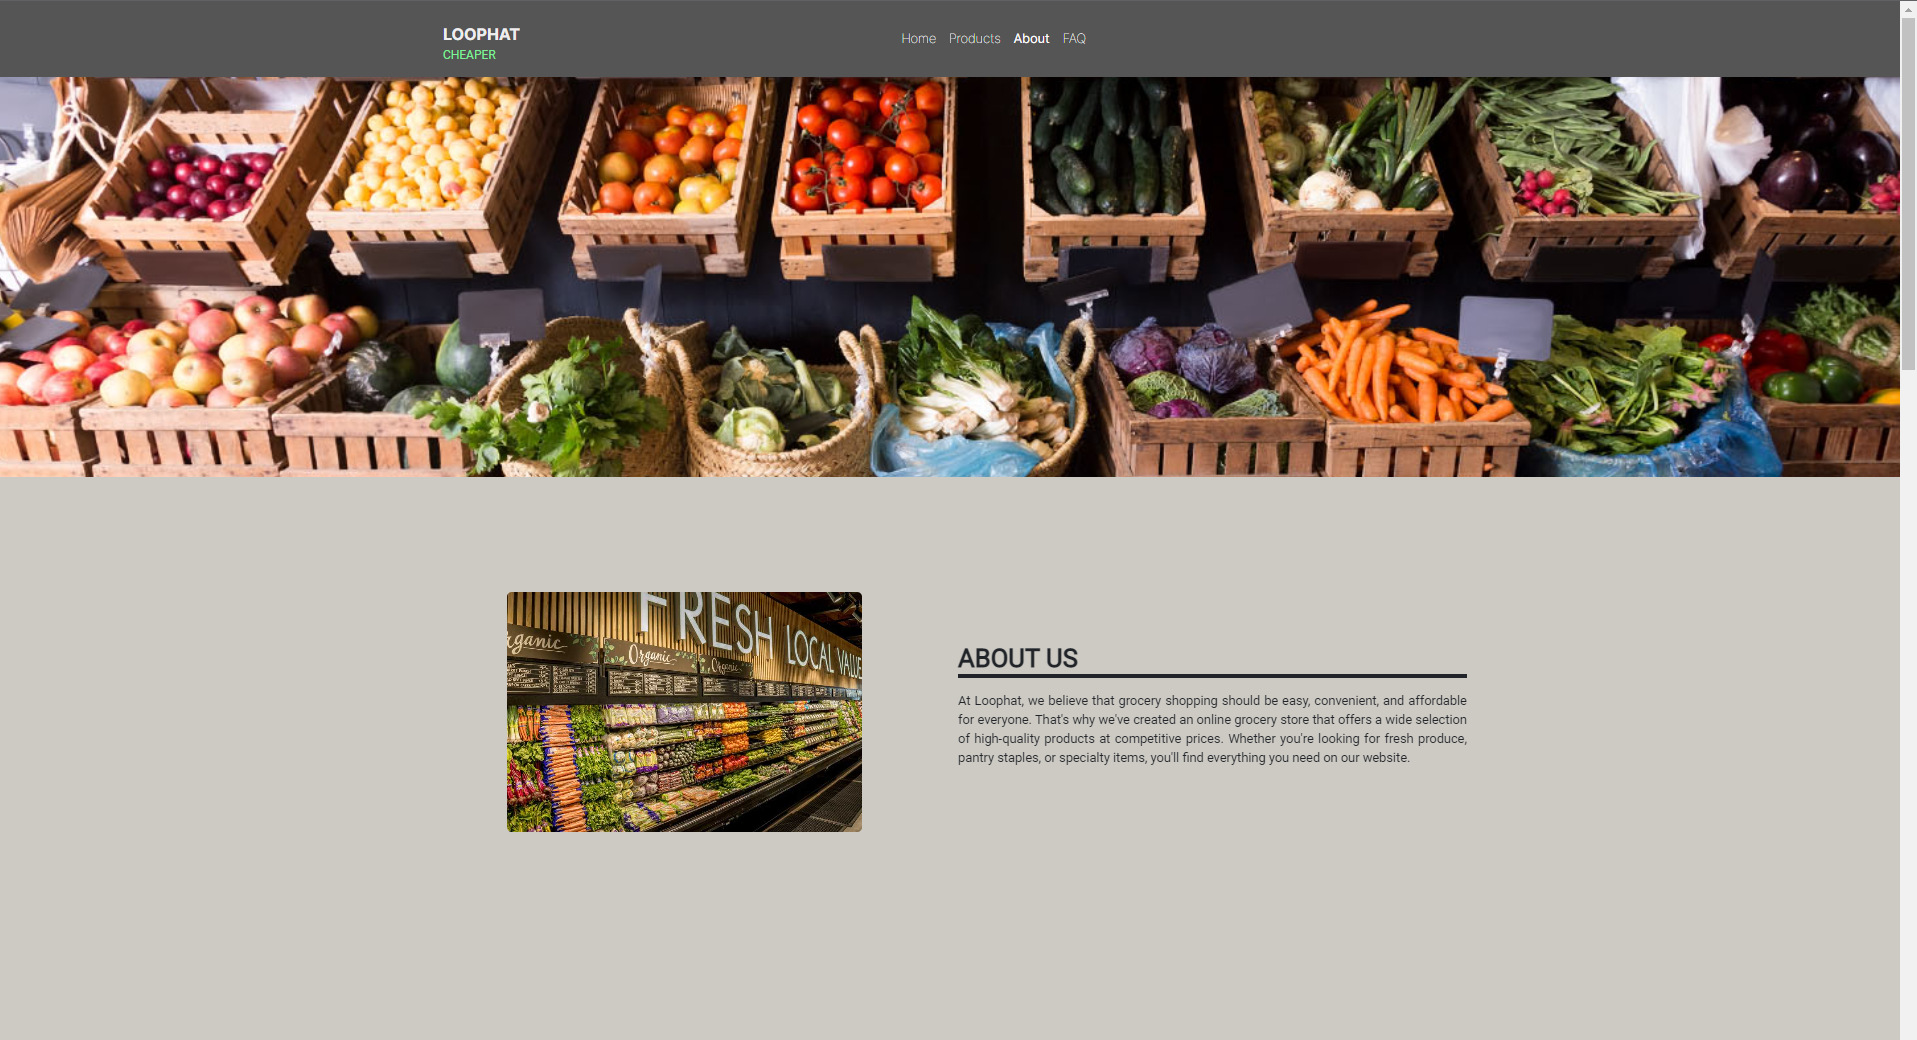 LOOPHAT
CHEAPER
Home Products About FAQ
FRESH LOCAL VALUE
rganic
Organic
Organic
ABOUT US
At Loophat, we believe that grocery shopping should be easy, convenient, and affordable
for everyone. That's why we've created an online grocery store that offers a wide selection
of high-quality products at competitive prices. Whether you're looking for fresh produce,
pantry staples, or specialty items, you'll find everything you need on our website.